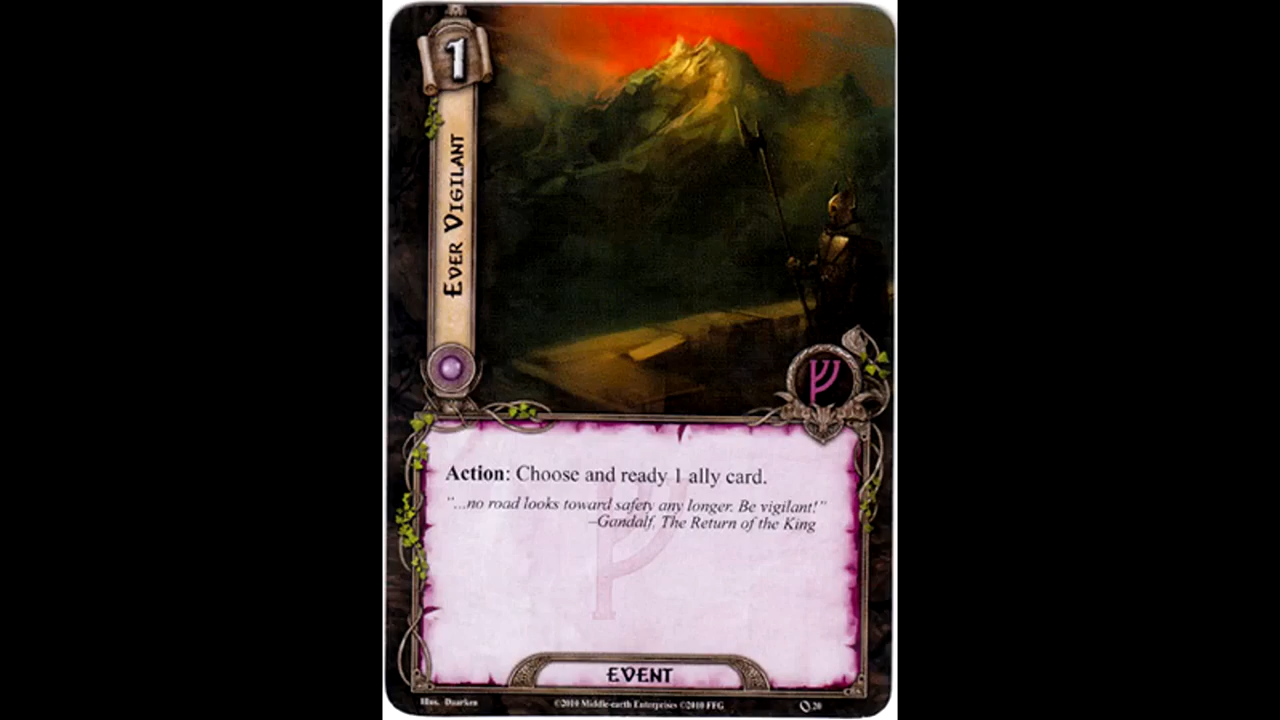 1
EVER VIGILANT
Action: Choose and ready 1 ally card.
"...no road looks toward safety any longer. Be vigilant!"
–Gandalf, The Return of the King
EVENT
Illus. Daarken
©2010 Middle-earth Enterprises ©2010 FFG
20